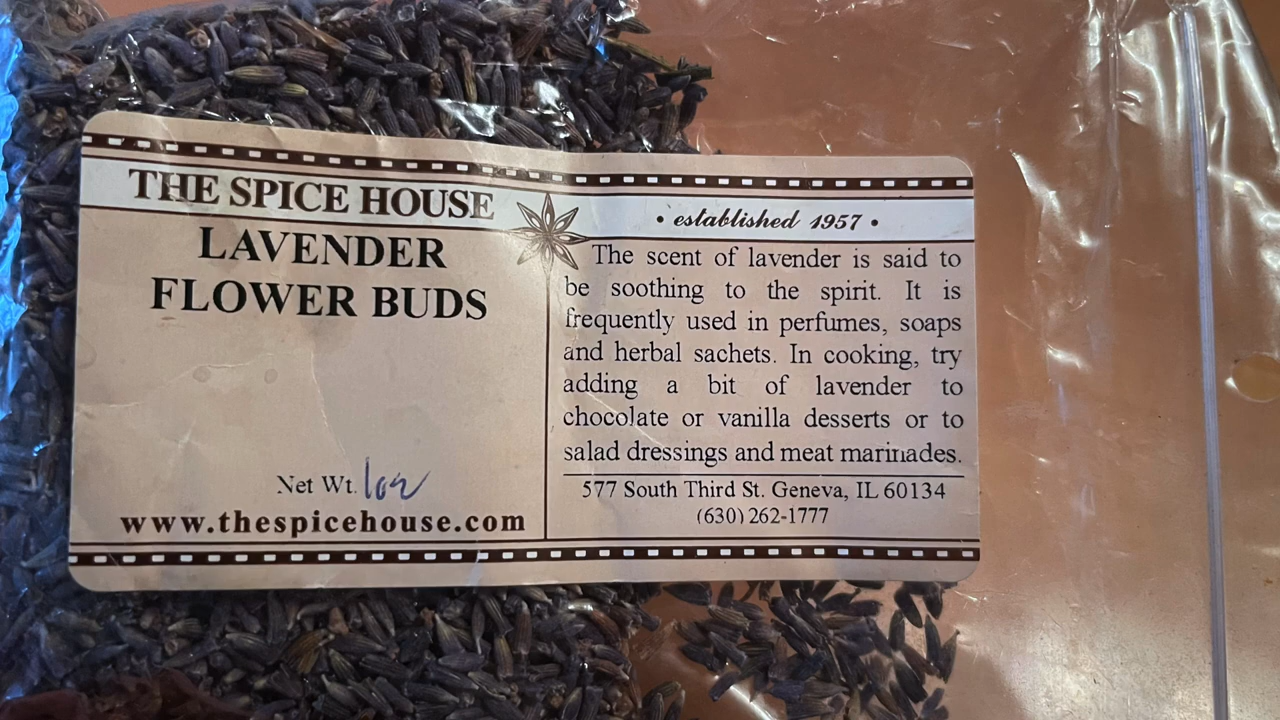 THE SPICE HOUSE
LAVENDER
FLOWER BUDS
Net Wt. 1oz
www.thespicehouse.com
• established 1957 •
The scent of lavender is said to
be soothing to the spirit. It is
frequently used in perfumes, soaps
and herbal sachets. In cooking, try
adding a bit of lavender to
chocolate or vanilla desserts or to
salad dressings and meat marinades.
577 South Third St. Geneva, IL 60134
(630) 262-1777